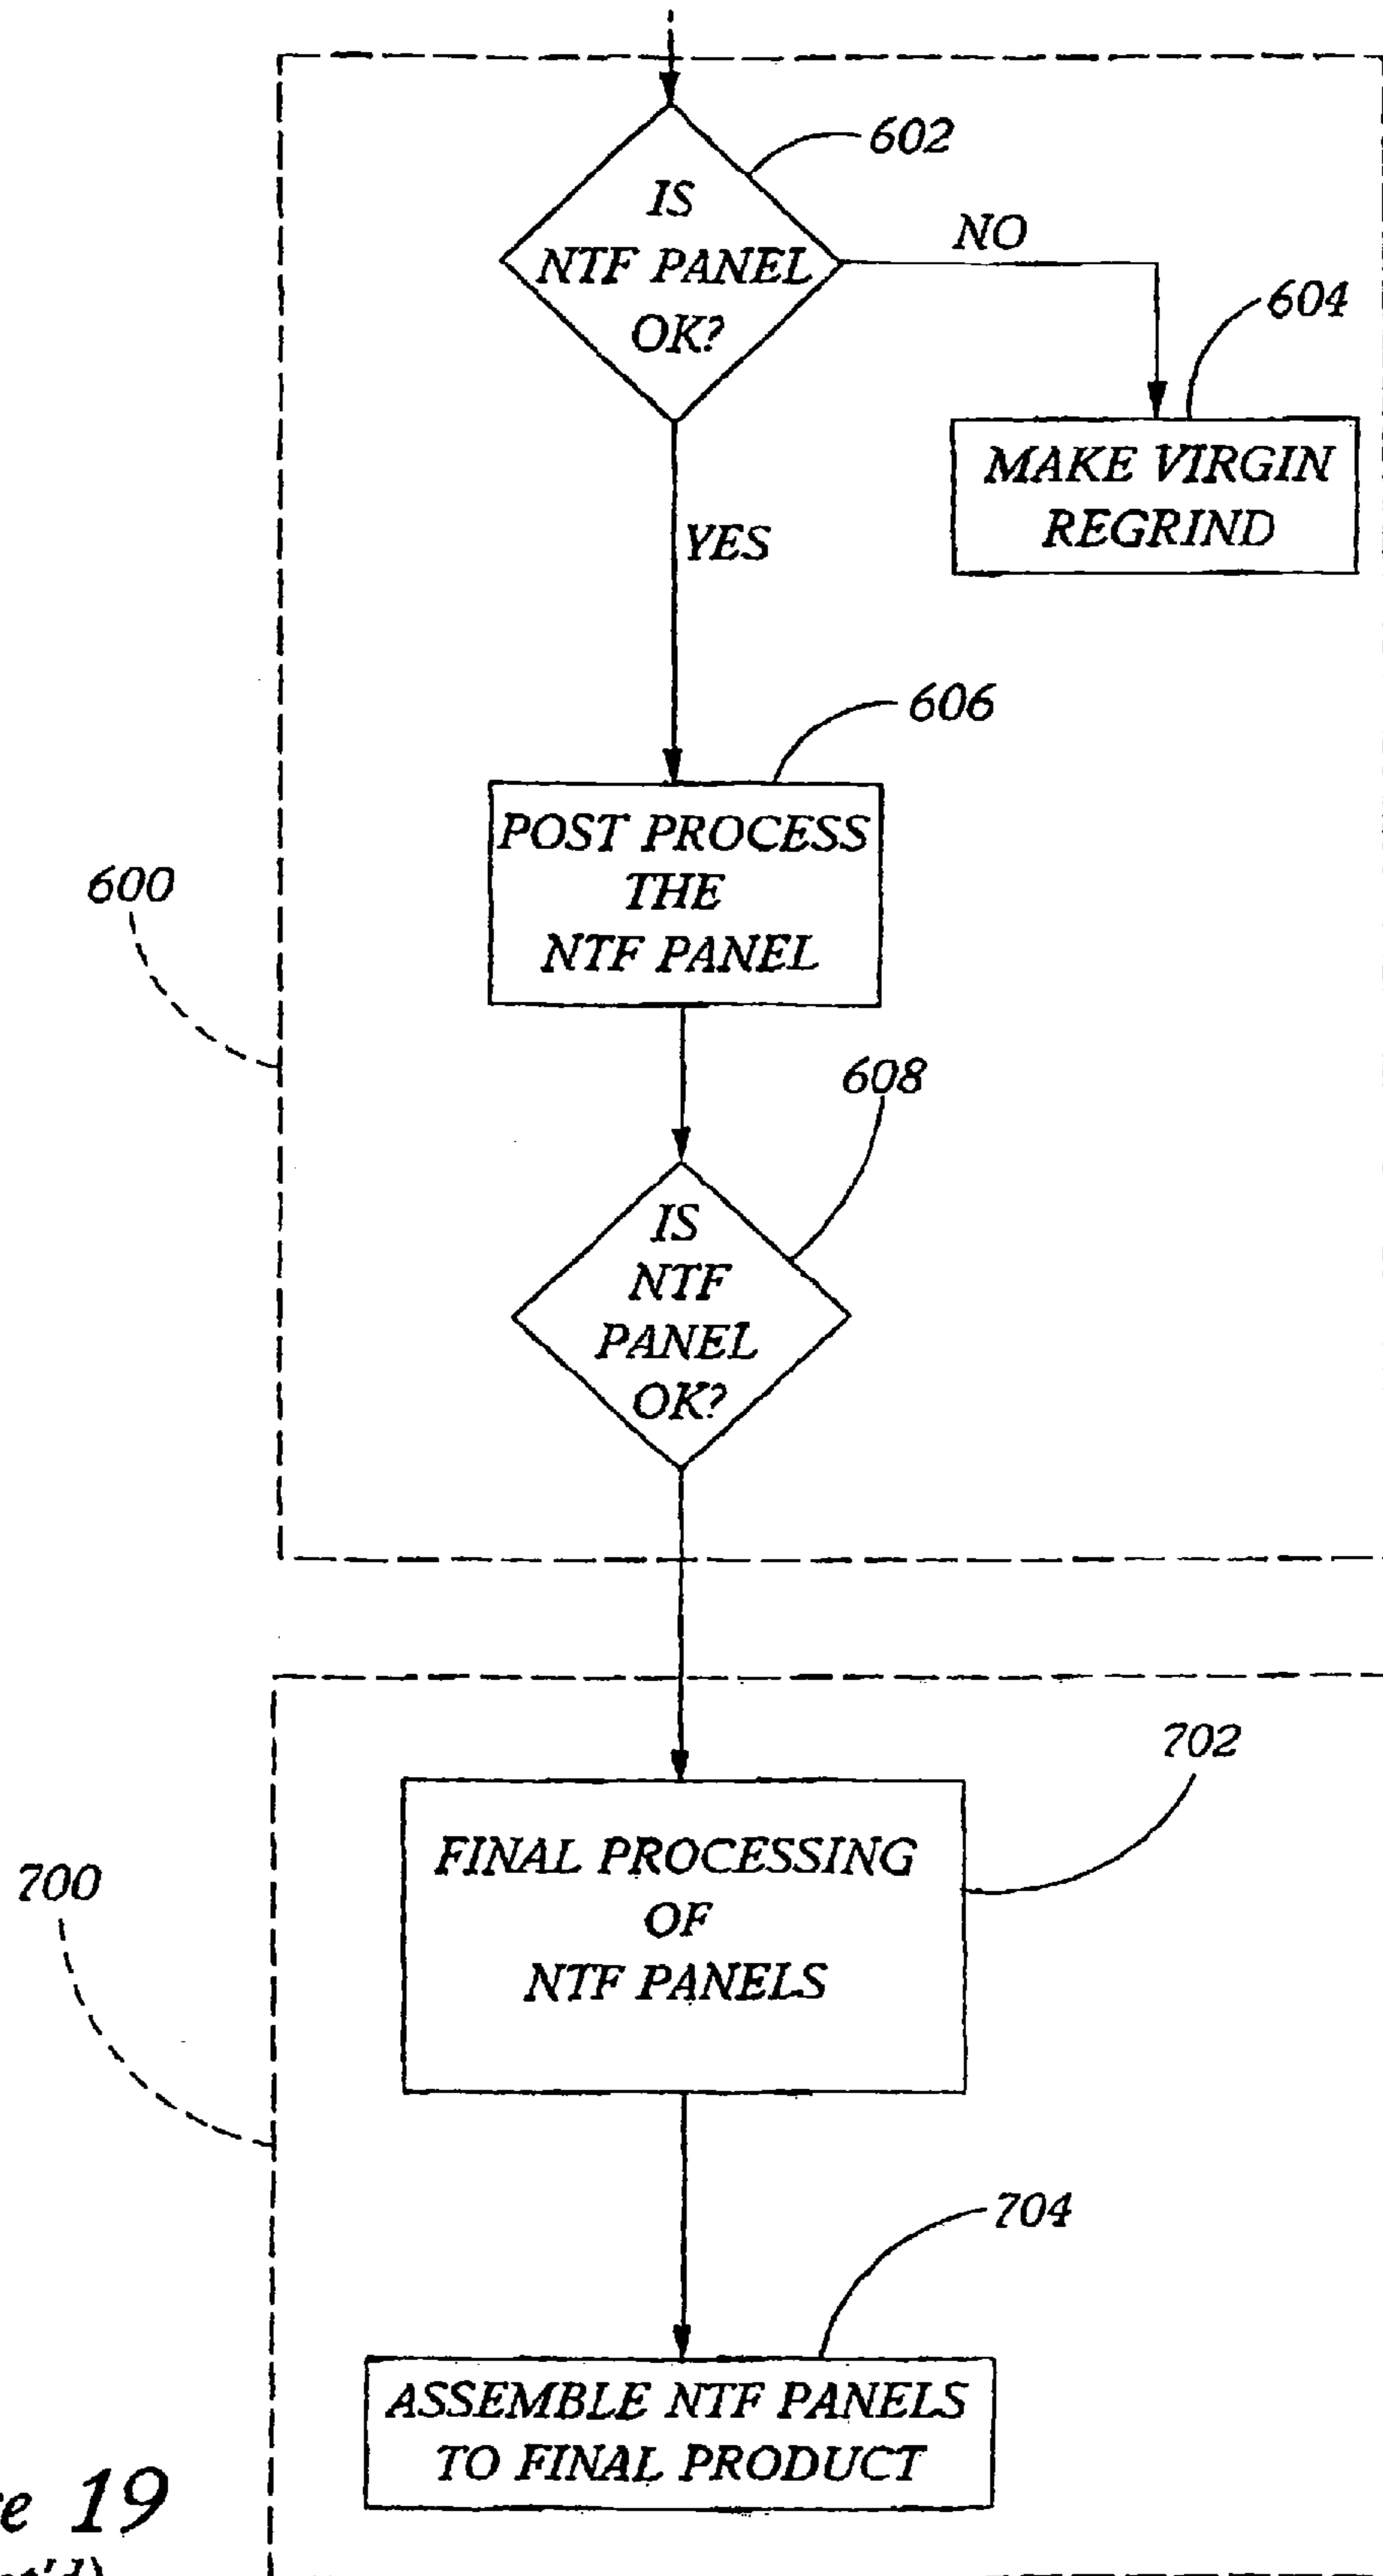 602
IS
NTF PANEL
OK?
NO
604
MAKE VIRGIN
REGRIND
YES
606
POST PROCESS
THE
NTF PANEL
600
608
IS
NTF
PANEL
OK?
702
FINAL PROCESSING
OF
NTF PANELS
700
704
ASSEMBLE NTF PANELS
TO FINAL PRODUCT
19